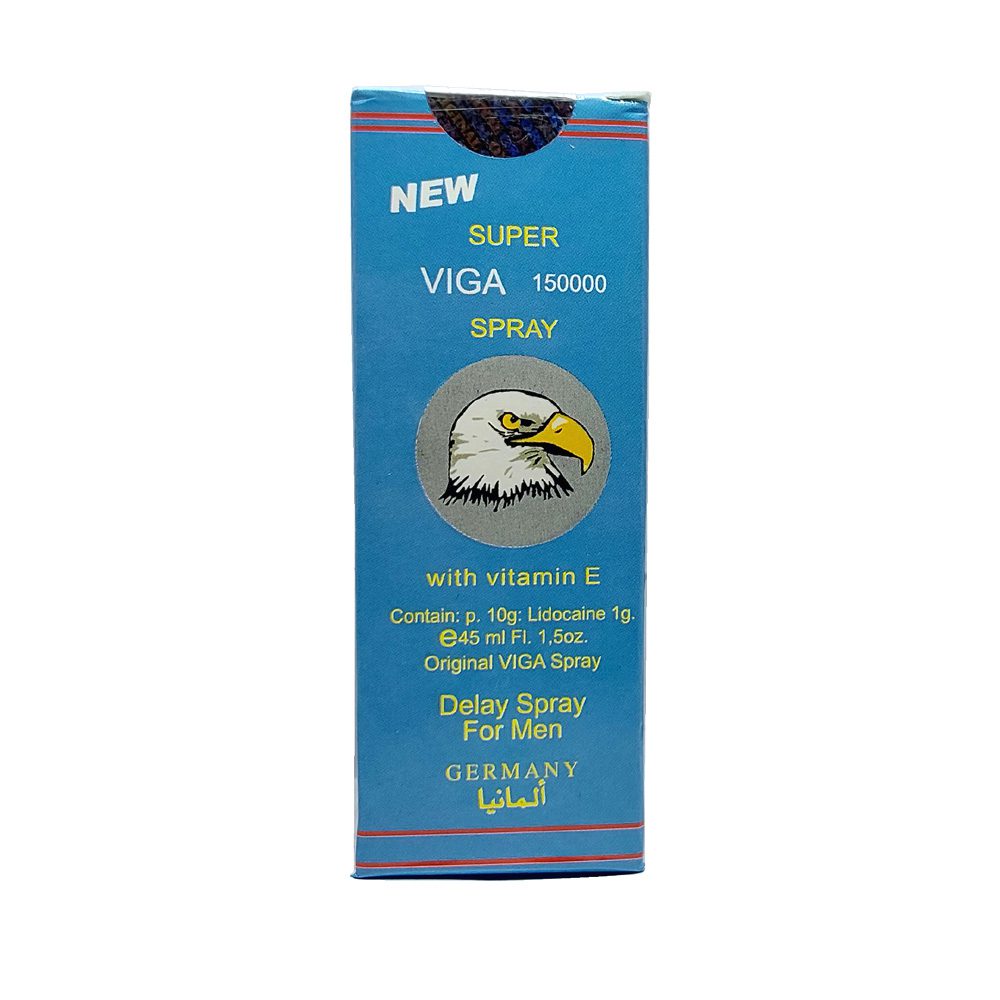 NEW
SUPER
VIGA 150000
SPRAY
with vitamin E
Contain: p. 10g: Lidocaine 1g.
e45 ml Fl. 1,5oz.
Original VIGA Spray
Delay Spray
For Men
GERMANY
ألمانيا